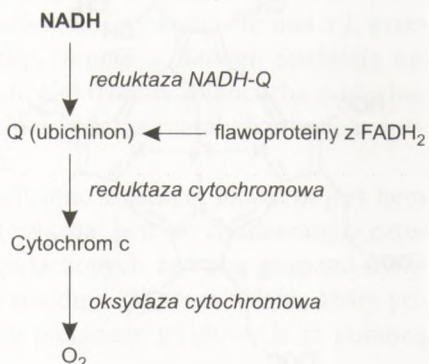 NADH
reduktaza NADH-Q
Q (ubichinon) flawoproteiny z FADH₂
reduktaza cytochromowa
Cytochrom c
oksydaza cytochromowa
O₂